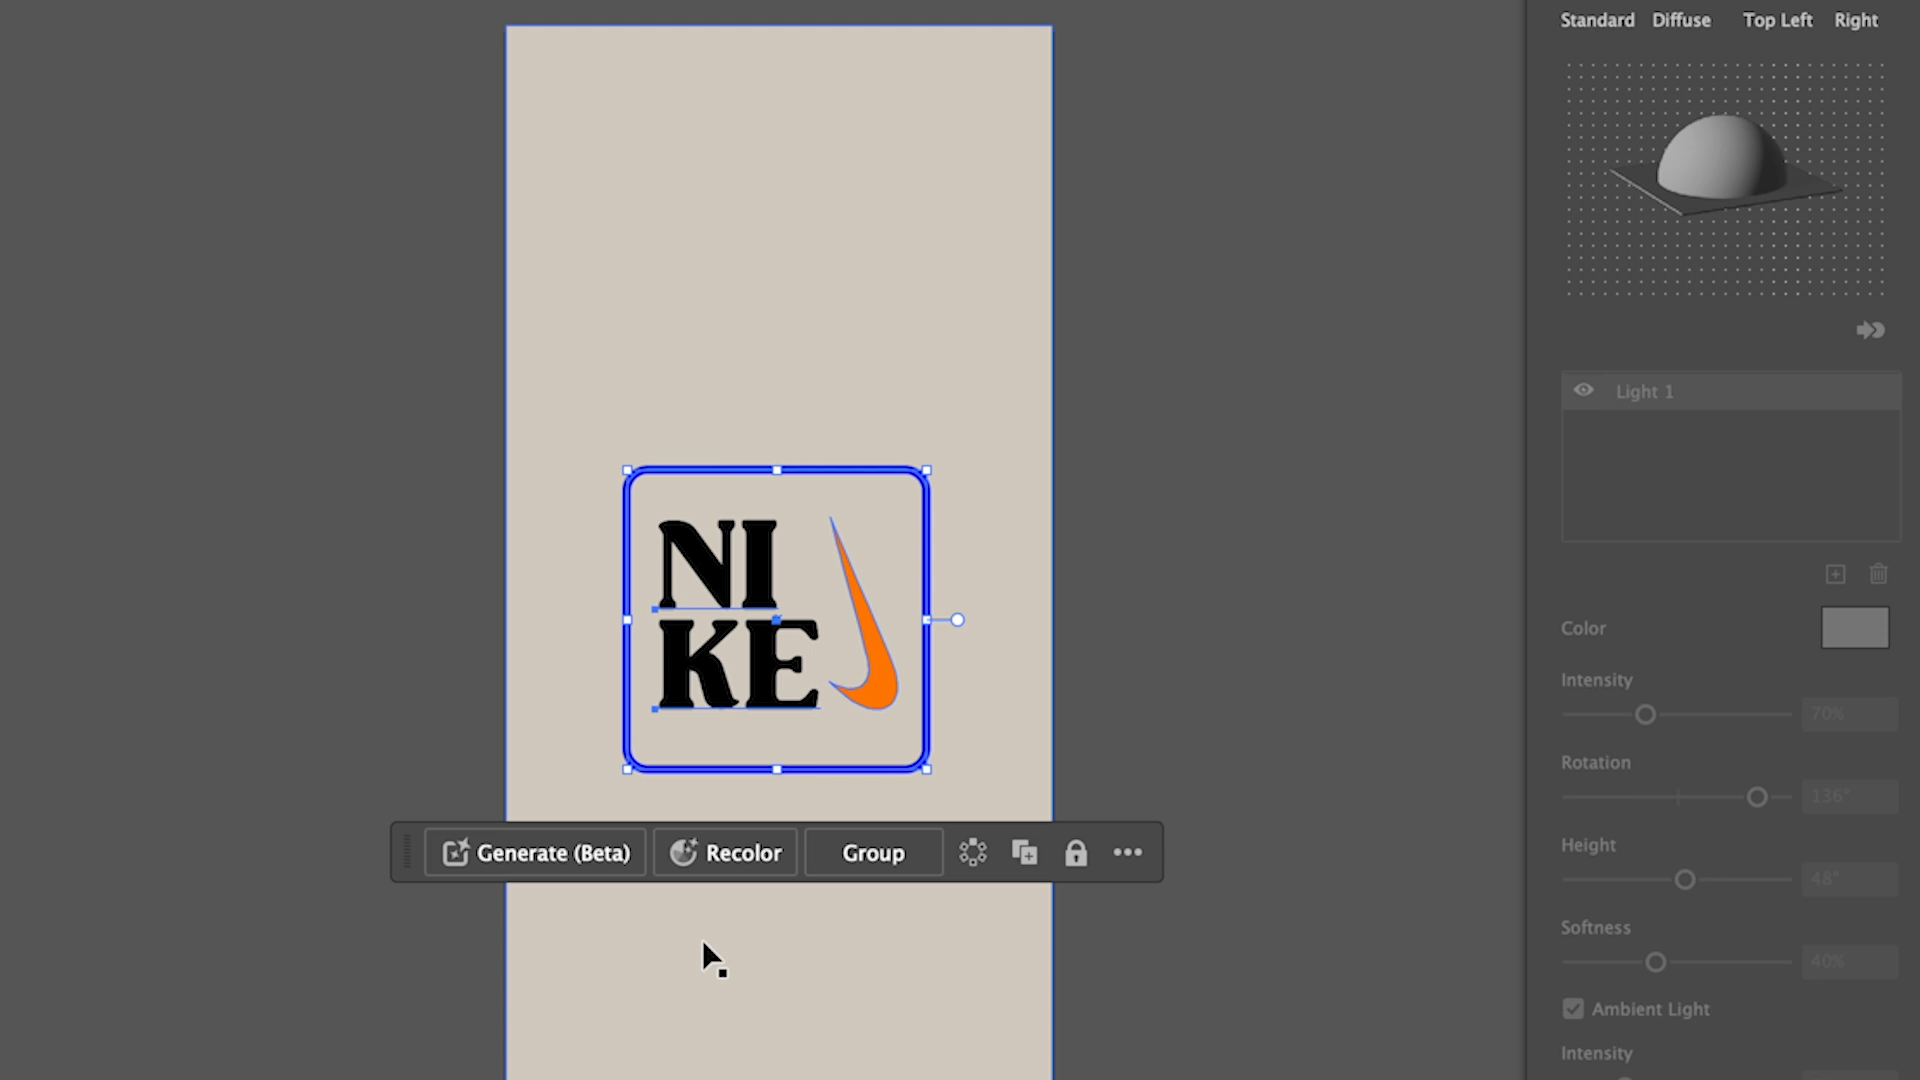 Standard Diffuse Top Left Right
Light 1
Color
Intensity
70%
Rotation
136°
Height
48°
Softness
40%
Ambient Light
Intensity
NI
KE
Generate (Beta) Recolor Group